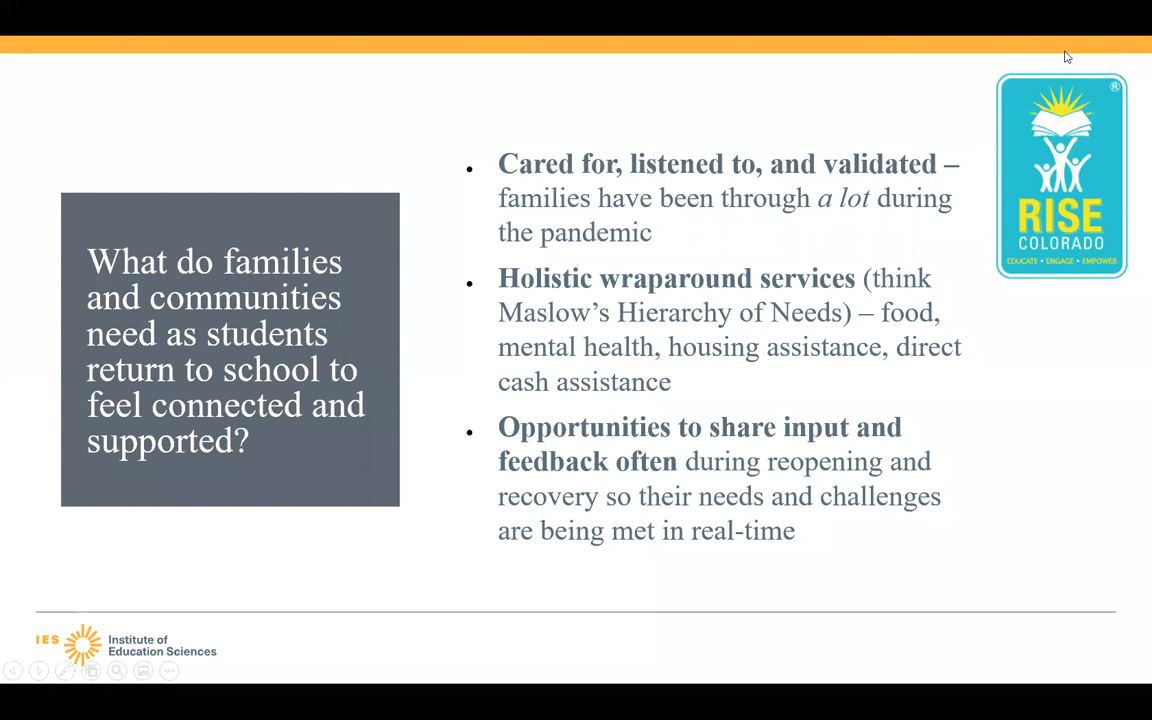 What do families
and communities
need as students
return to school to
feel connected and
supported?
• Cared for, listened to, and validated –
families have been through a lot during
the pandemic
• Holistic wraparound services (think
Maslow’s Hierarchy of Needs) – food,
mental health, housing assistance, direct
cash assistance
• Opportunities to share input and
feedback often during reopening and
recovery so their needs and challenges
are being met in real-time
®
RISE
COLORADO
EDUCATE • ENGAGE • EMPOWER
IES
Institute of
Education Sciences